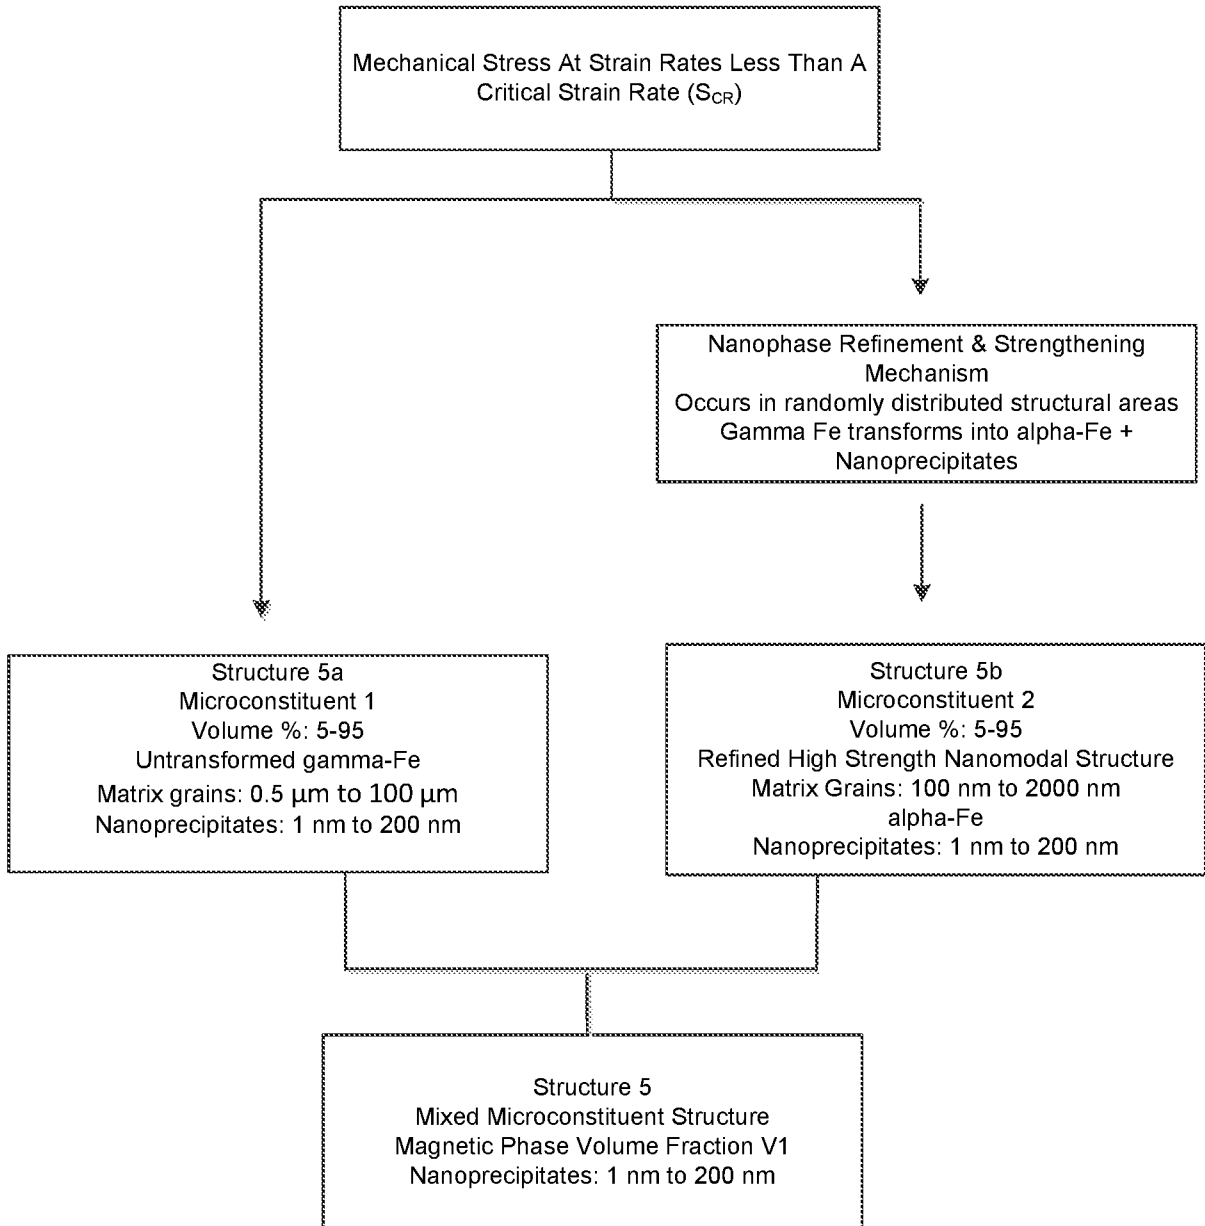 Mechanical Stress At Strain Rates Less Than A
Critical Strain Rate (SCR)
Nanophase Refinement & Strengthening
Mechanism
Occurs in randomly distributed structural areas
Gamma Fe transforms into alpha-Fe +
Nanoprecipitates
Structure 5a
Microconstituent 1
Volume %: 5-95
Untransformed gamma-Fe
Matrix grains: 0.5 μm to 100 μm
Nanoprecipitates: 1 nm to 200 nm
Structure 5b
Microconstituent 2
Volume %: 5-95
Refined High Strength Nanomodal Structure
Matrix Grains: 100 nm to 2000 nm
alpha-Fe
Nanoprecipitates: 1 nm to 200 nm
Structure 5
Mixed Microconstituent Structure
Magnetic Phase Volume Fraction V1
Nanoprecipitates: 1 nm to 200 nm